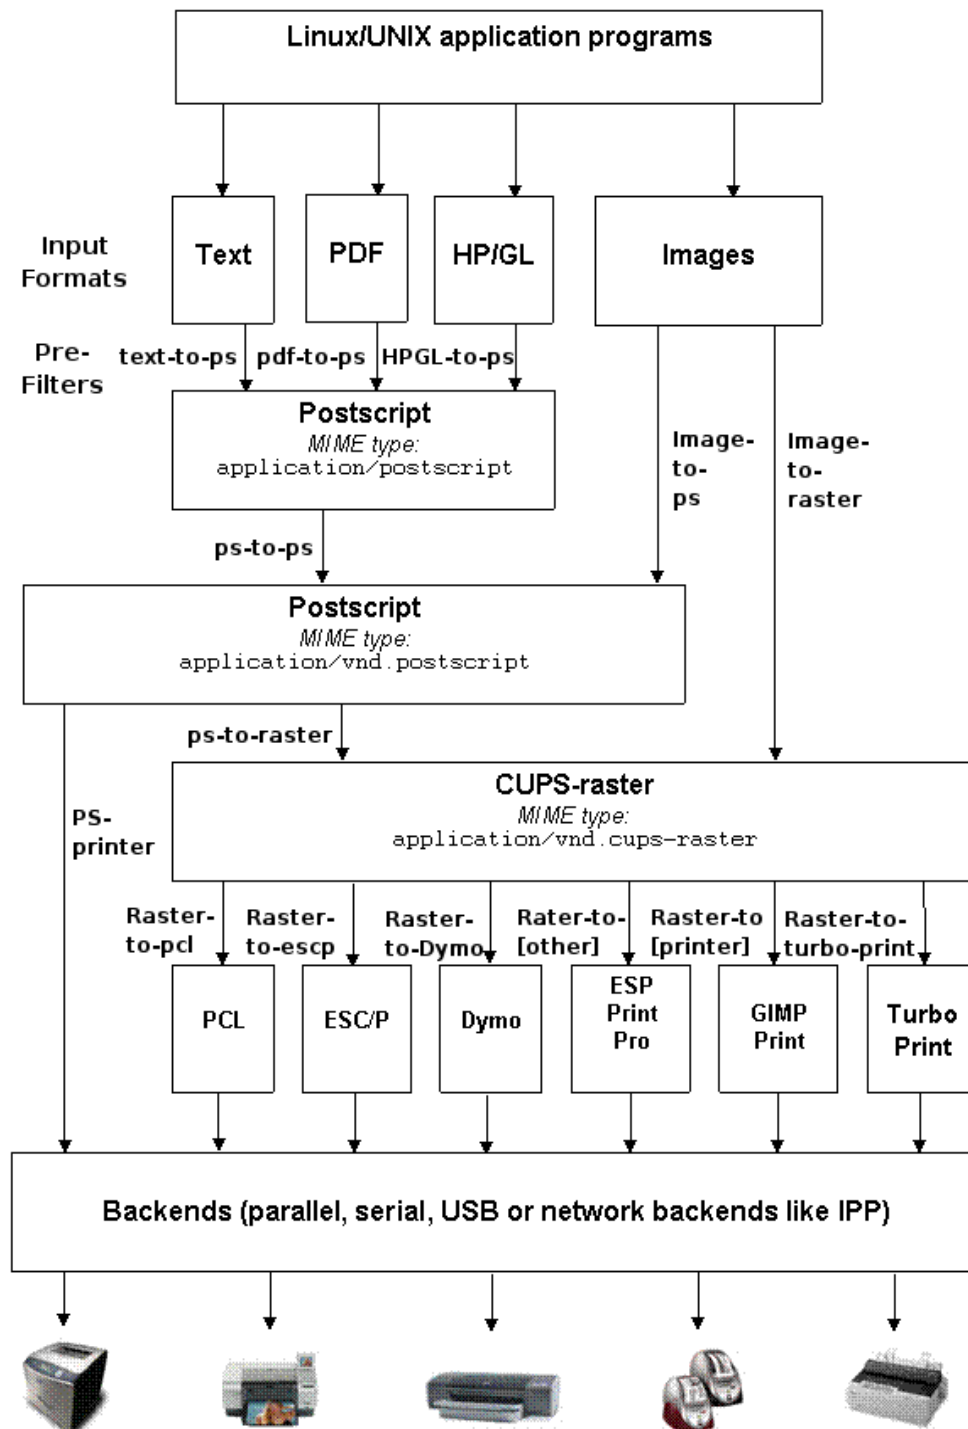 Linux/UNIX application programs
Input
Formats
Text
PDF
HP/GL
Images
Pre-
Filters
text-to-ps
pdf-to-ps
HPGL-to-ps
Postscript
MIME type:
application/postscript
Image-
to-
ps
Image-
to-
raster
ps-to-ps
Postscript
MIME type:
application/vnd.postscript
ps-to-raster
CUPS-raster
MIME type:
application/vnd.cups-raster
PS-
printer
Raster-
to-pcl
Raster-
to-escp
Raster-
to-Dymo
Rater-to-
[other]
Raster-to
[printer]
Raster-to-
turbo-print
PCL
ESC/P
Dymo
ESP
Print
Pro
GIMP
Print
Turbo
Print
Backends (parallel, serial, USB or network backends like IPP)